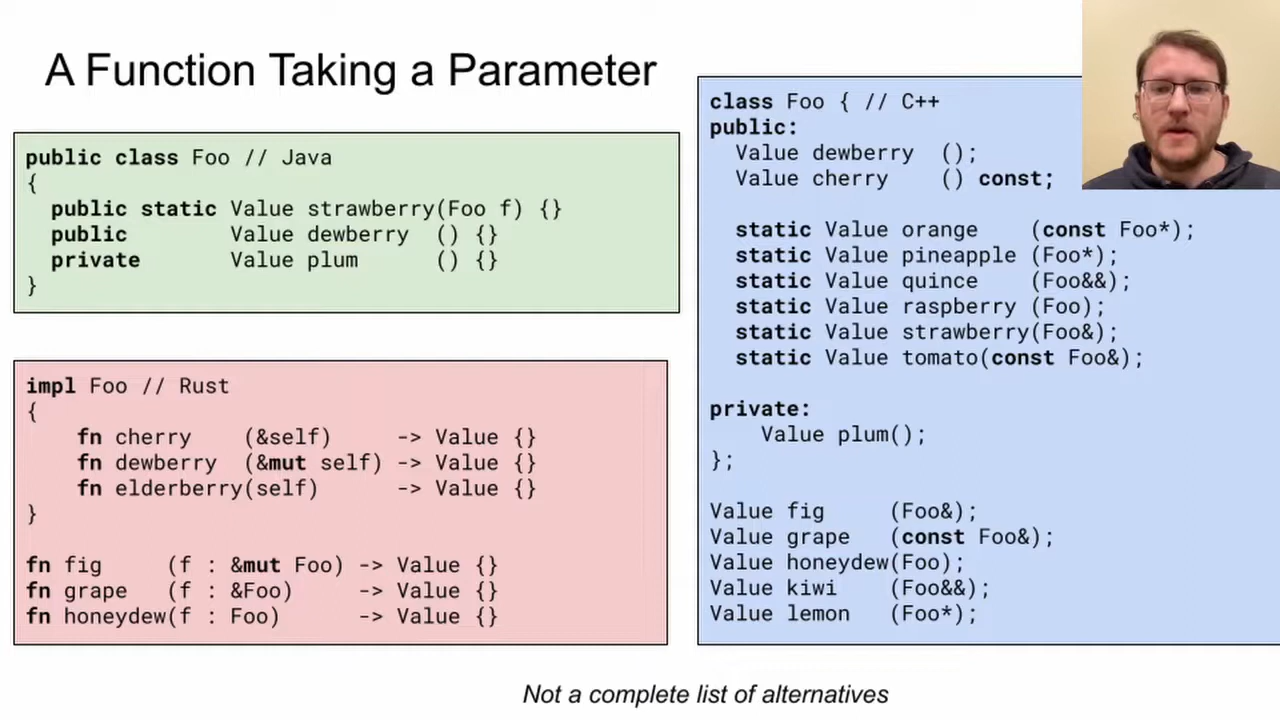 A Function Taking a Parameter
public class Foo // Java
{
  public static Value strawberry(Foo f) {}
  public        Value dewberry  () {}
  private       Value plum      () {}
}
impl Foo // Rust
{
    fn cherry    (&self)     -> Value {}
    fn dewberry  (&mut self) -> Value {}
    fn elderberry(self)      -> Value {}
}
fn fig     (f : &mut Foo) -> Value {}
fn grape   (f : &Foo)     -> Value {}
fn honeydew(f : Foo)      -> Value {}
class Foo { // C++
public:
  Value dewberry  ();
  Value cherry    () const;
  static Value orange    (const Foo*);
  static Value pineapple (Foo*);
  static Value quince    (Foo&&);
  static Value raspberry (Foo);
  static Value strawberry(Foo&);
  static Value tomato(const Foo&);
private:
    Value plum();
};
Value fig     (Foo&);
Value grape   (const Foo&);
Value honeydew(Foo);
Value kiwi    (Foo&&);
Value lemon   (Foo*);
Not a complete list of alternatives